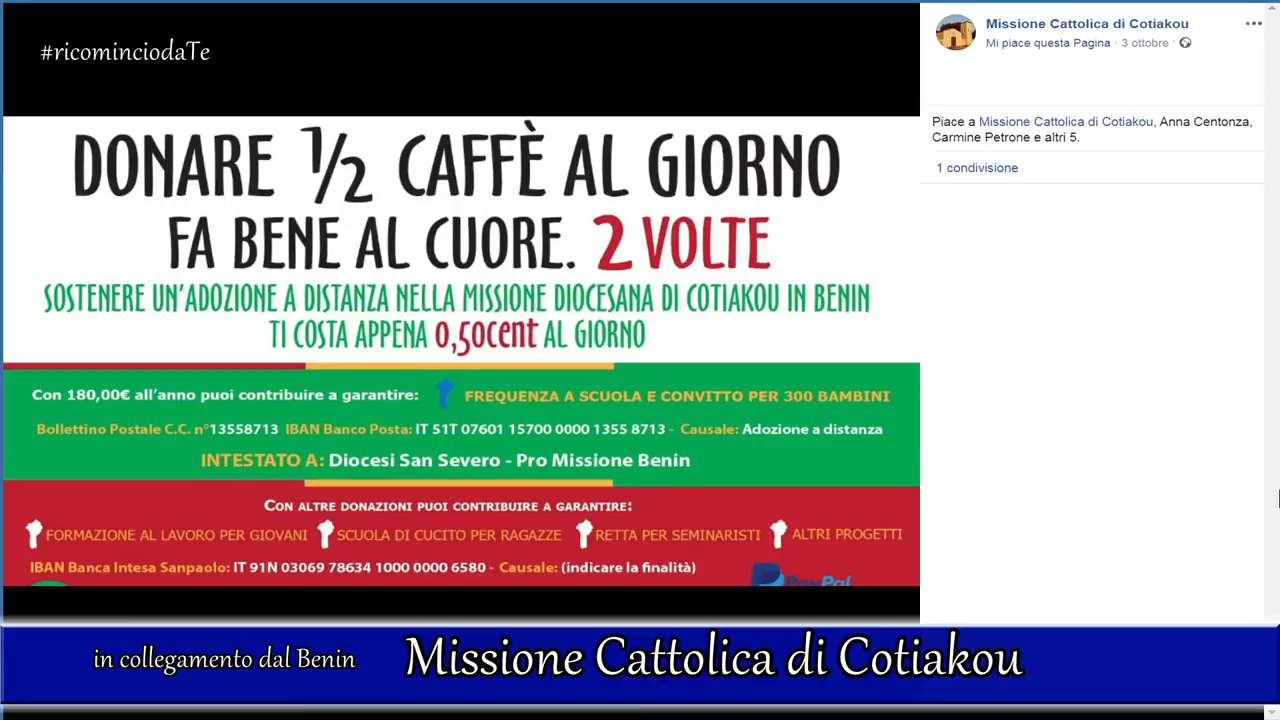 #ricominciodaTe
DONARE 1/2 CAFFÈ AL GIORNO
FA BENE AL CUORE. 2 VOLTE
SOSTENERE UN'ADOZIONE A DISTANZA NELLA MISSIONE DIOCESANA DI COTIAKOU IN BENIN
TI COSTA APPENA 0,50cent AL GIORNO
Con 180,00€ all'anno puoi contribuire a garantire: FREQUENZA A SCUOLA E CONVITTO PER 300 BAMBINI
Bollettino Postale C.C. n°13558713 IBAN Banco Posta: IT 51T 07601 15700 0000 1355 8713 - Causale: Adozione a distanza
INTESTATO A: Diocesi San Severo - Pro Missione Benin
CON ALTRE DONAZIONI PUOI CONTRIBUIRE A GARANTIRE:
FORMAZIONE AL LAVORO PER GIOVANI SCUOLA DI CUCITO PER RAGAZZE RETTA PER SEMINARISTI ALTRI PROGETTI
IBAN Banca Intesa Sanpaolo: IT 91N 03069 78634 1000 0000 6580 - Causale: (indicare la finalità)
PayPal
Missione Cattolica di Cotiakou
Mi piace questa Pagina · 3 ottobre ·
Piace a Missione Cattolica di Cotiakou, Anna Centonza,
Carmine Petrone e altri 5.
1 condivisione
in collegamento dal Benin Missione Cattolica di Cotiakou